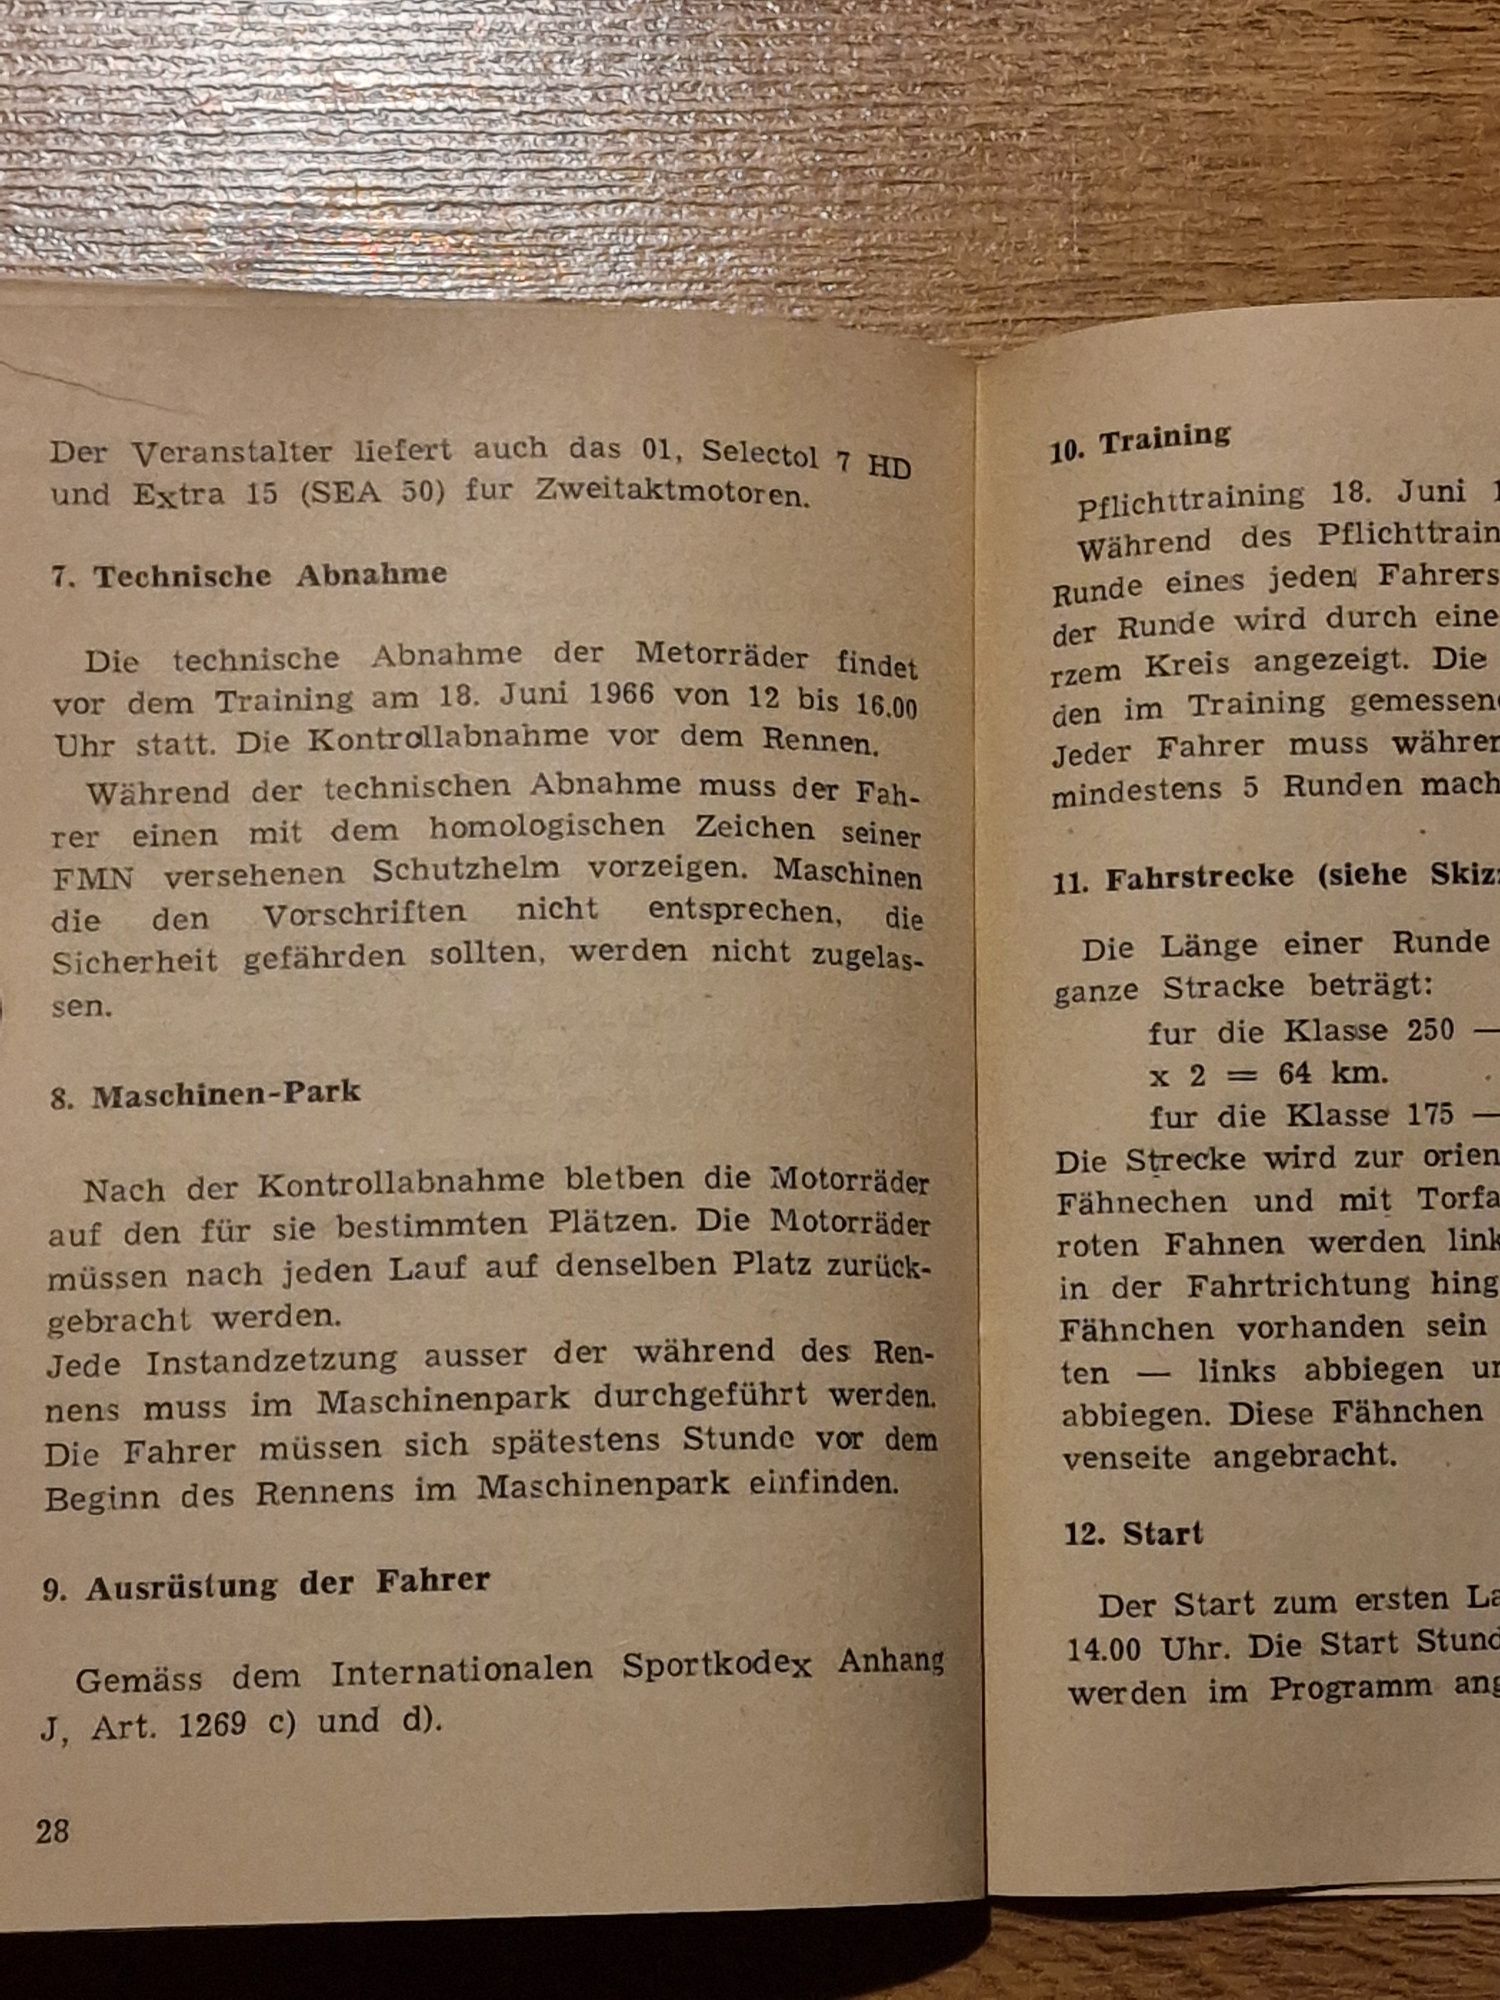 Der Veranstalter liefert auch das 01, Selectol 7 HD
und Extra 15 (SEA 50) fur Zweitaktmotoren.
7. Technische Abnahme
Die technische Abnahme der Metorräder findet
vor dem Training am 18. Juni 1966 von 12 bis 16.00
Uhr statt. Die Kontrollabnahme vor dem Rennen.
Während der technischen Abnahme muss der Fah-
rer einen mit dem homologischen Zeichen seiner
FMN versehenen Schutzhelm vorzeigen. Maschinen
die den Vorschriften nicht entsprechen, die
Sicherheit gefährden sollten, werden nicht zugelas-
sen.
8. Maschinen-Park
Nach der Kontrollabnahme bletben die Motorräder
auf den für sie bestimmten Plätzen. Die Motorräder
müssen nach jeden Lauf auf denselben Platz zurück-
gebracht werden.
Jede Instandzetzung ausser der während des Ren-
nens muss im Maschinenpark durchgeführt werden.
Die Fahrer müssen sich spätestens Stunde vor dem
Beginn des Rennens im Maschinenpark einfinden.
9. Ausrüstung der Fahrer
Gemäss dem Internationalen Sportkodex Anhang
J, Art. 1269 c) und d).
28
10. Training
Pflichttraining 18. Juni 1
Während des Pflichttrain
Runde eines jeden Fahrers
der Runde wird durch eine
rzem Kreis angezeigt. Die
den im Training gemessen
Jeder Fahrer muss währen
mindestens 5 Runden mach
11. Fahrstrecke (siehe Skiz
Die Länge einer Runde
ganze Stracke beträgt:
fur die Klasse 250 —
x 2 = 64 km.
fur die Klasse 175 —
Die Strecke wird zur orien
Fähnechen und mit Torfa
roten Fahnen werden link
in der Fahrtrichtung hing
Fähnchen vorhanden sein
ten — links abbiegen un
abbiegen. Diese Fähnchen
venseite angebracht.
12. Start
Der Start zum ersten La
14.00 Uhr. Die Start Stund
werden im Programm ang